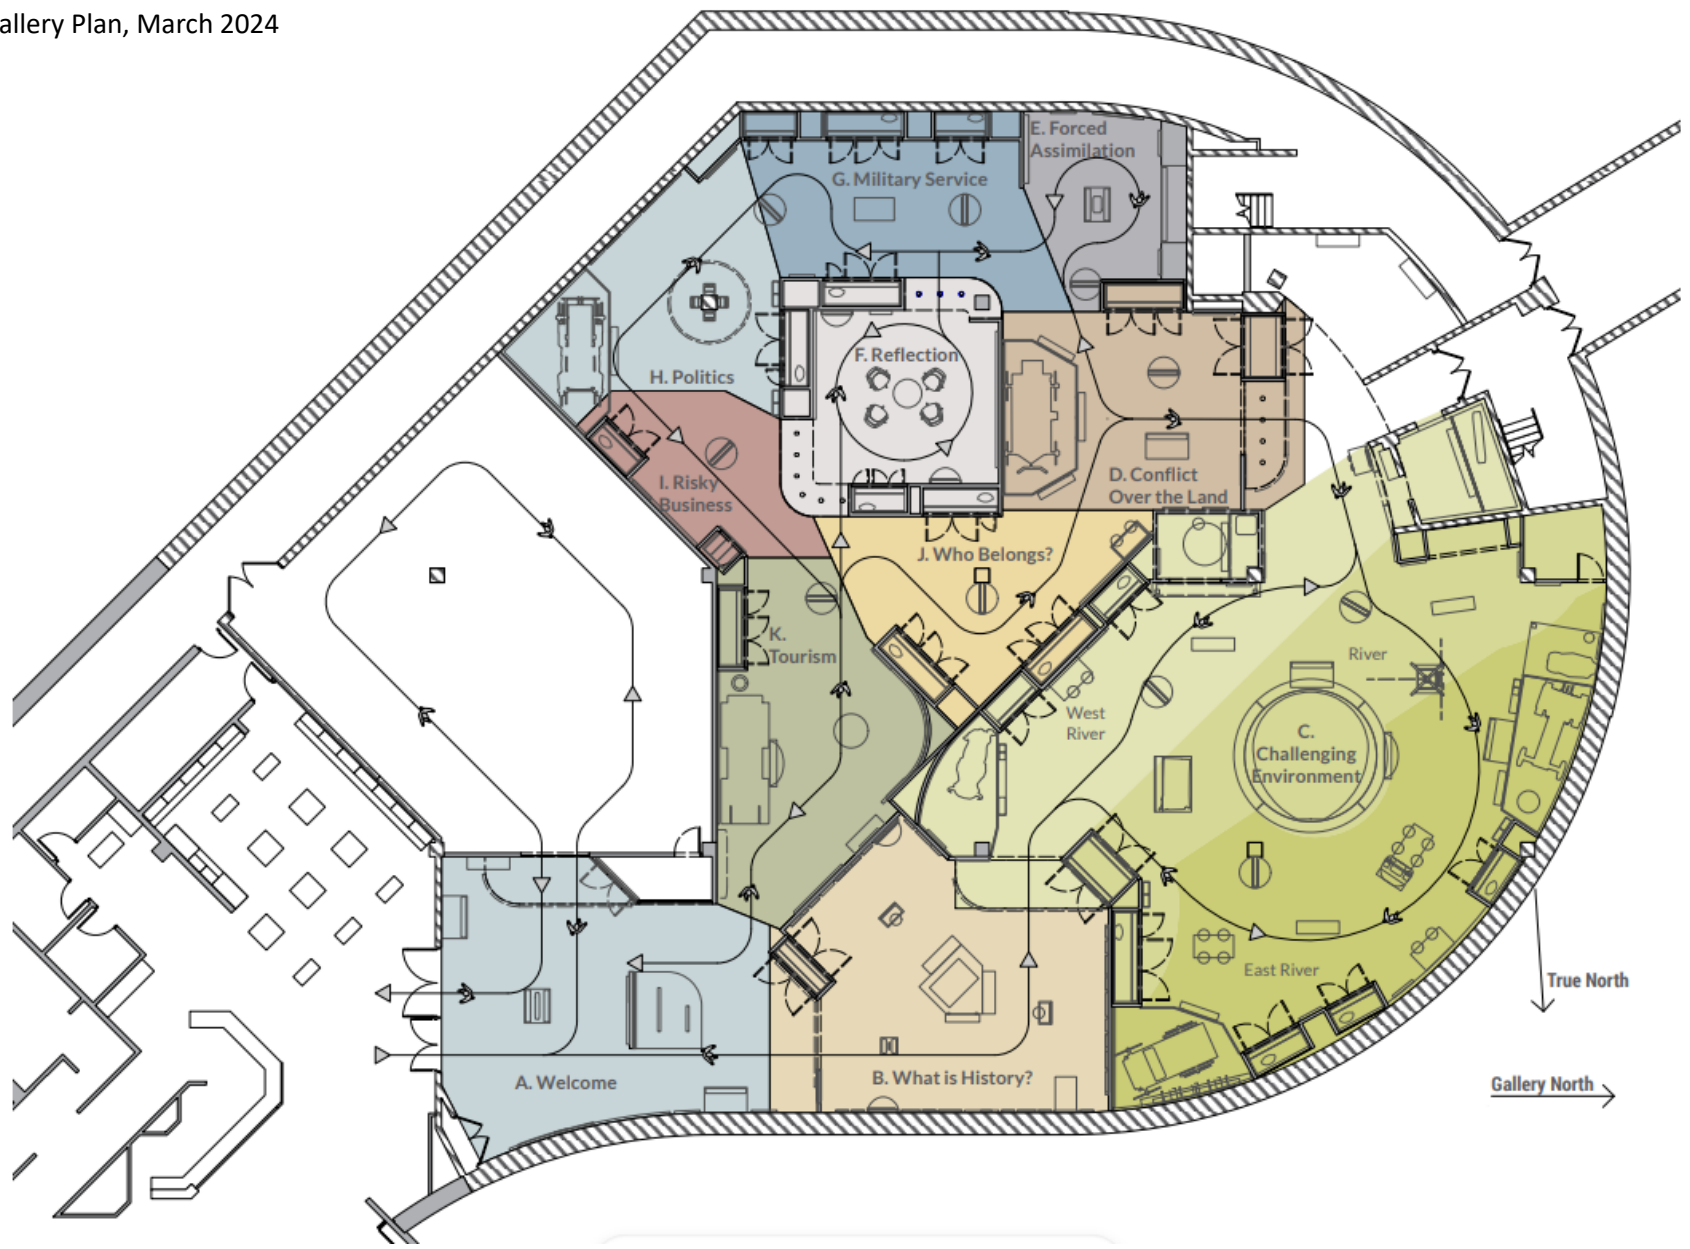 allery Plan, March 2024
E. Forced
Assimilation
G. Military Service
F. Reflection
H. Politics
D. Conflict
Over the Land
I. Risky
Business
J. Who Belongs?
K.
Tourism
River
West
River
C.
Challenging
Environment
East River
True North
A. Welcome
B. What is History?
Gallery North